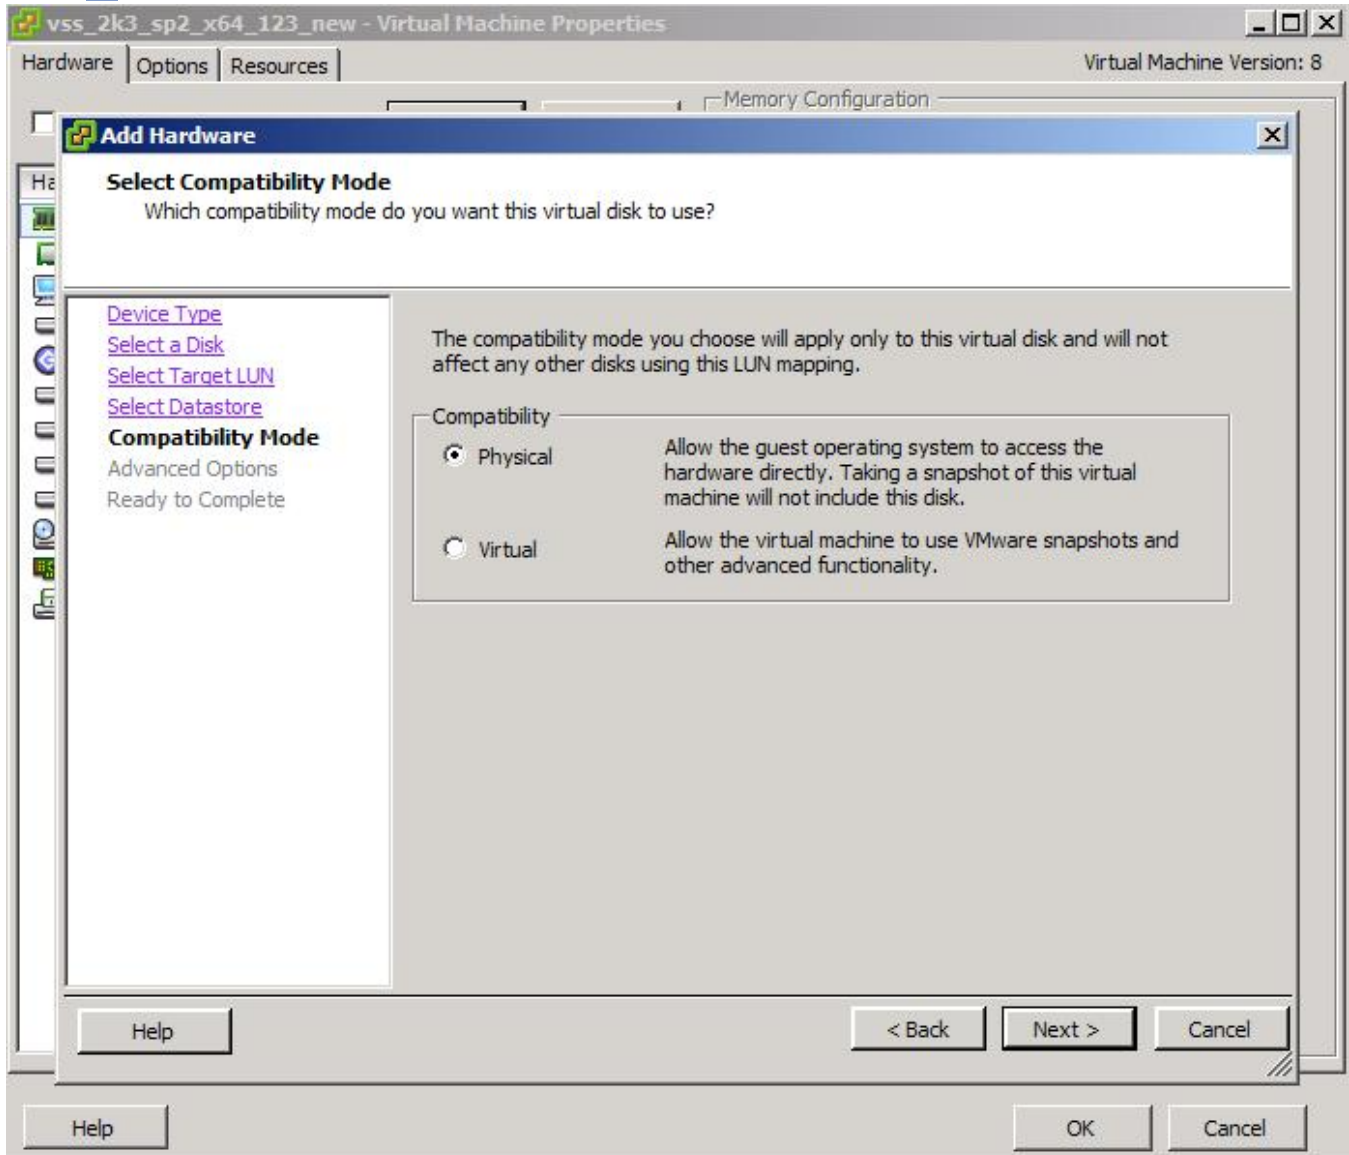 vss_2k3_sp2_x64_123_new - Virtual Machine Properties
Hardware Options Resources Virtual Machine Version: 8
Memory Configuration
Add Hardware
Select Compatibility Mode
Which compatibility mode do you want this virtual disk to use?
Device Type
Select a Disk
Select Target LUN
Select Datastore
Compatibility Mode
Advanced Options
Ready to Complete
The compatibility mode you choose will apply only to this virtual disk and will not
affect any other disks using this LUN mapping.
Compatibility
Physical
Allow the guest operating system to access the
hardware directly. Taking a snapshot of this virtual
machine will not include this disk.
Virtual
Allow the virtual machine to use VMware snapshots and
other advanced functionality.
Help < Back Next > Cancel
Help OK Cancel